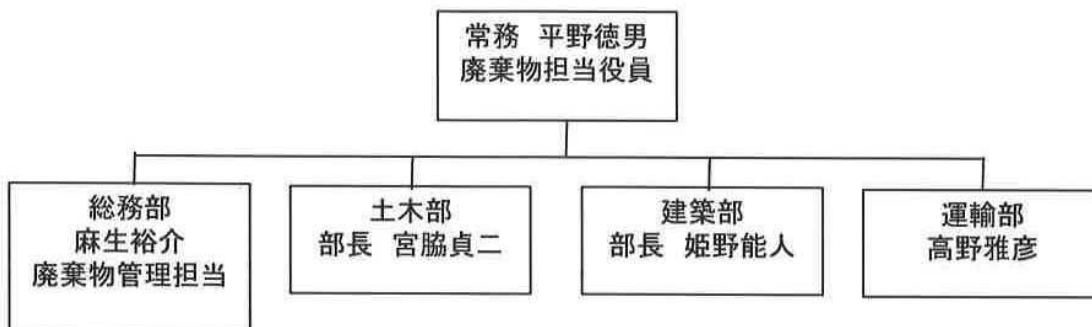 常務 平野徳男
廃棄物担当役員
総務部
麻生裕介
廃棄物管理担当
土木部
部長 宮脇貞二
建築部
部長 姫野能人
運輸部
高野雅彦